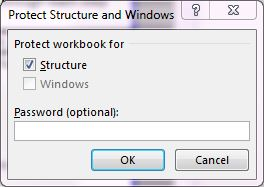 Protect Structure and Windows
Protect workbook for
Structure
Windows
Password (optional):
OK Cancel